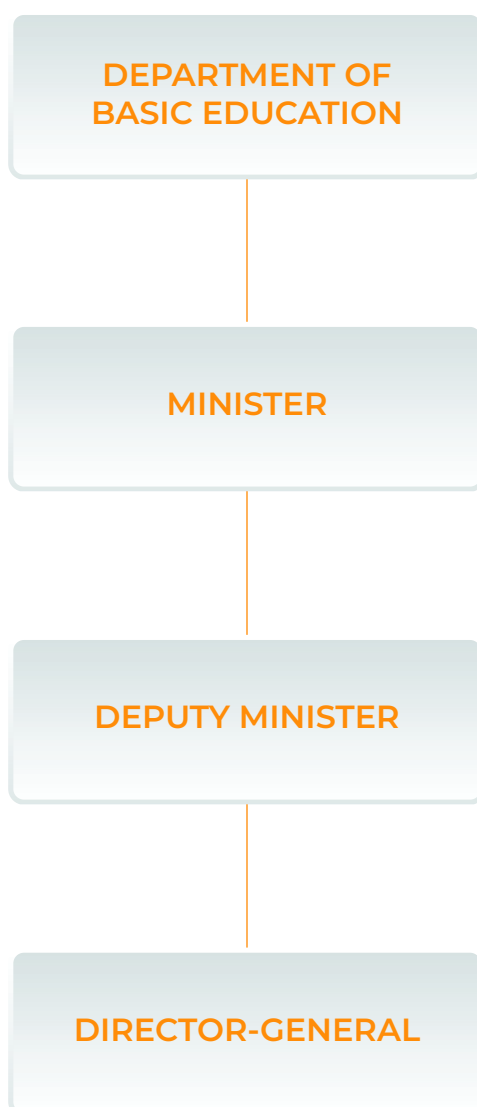 DEPARTMENT OF
BASIC EDUCATION
MINISTER
DEPUTY MINISTER
DIRECTOR-GENERAL